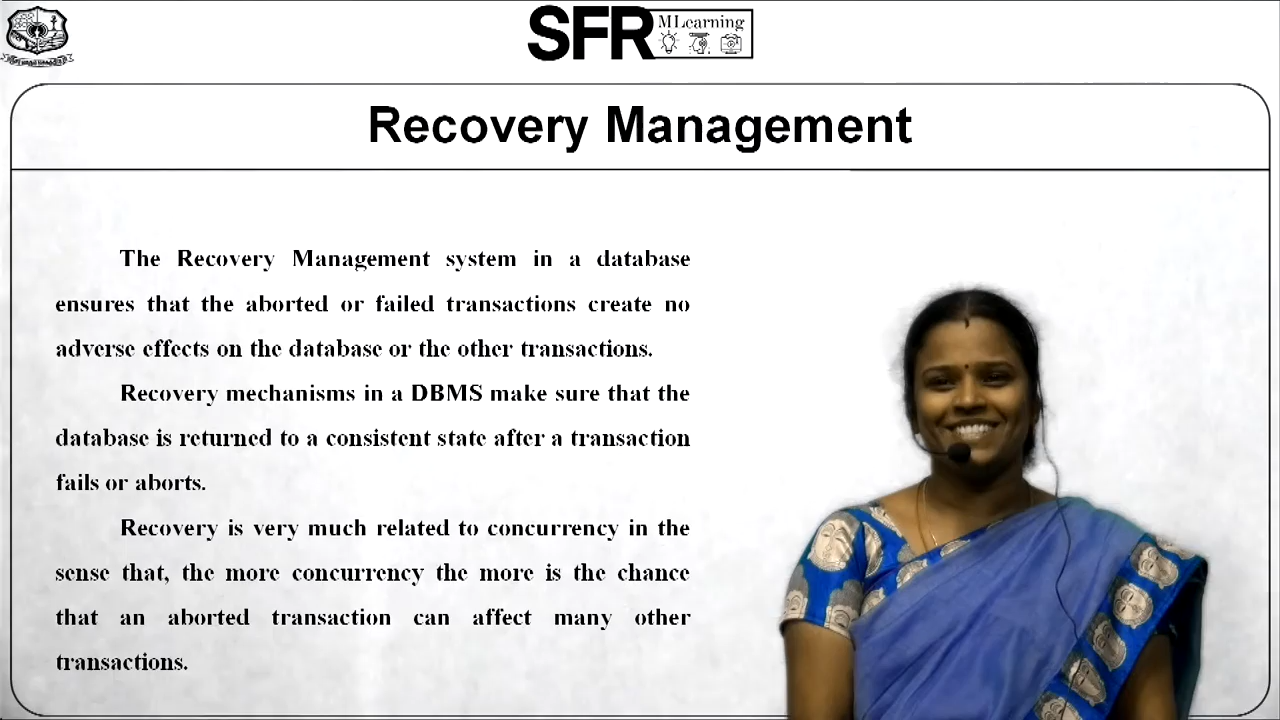 SFR MLearning
Recovery Management
The Recovery Management system in a database
ensures that the aborted or failed transactions create no
adverse effects on the database or the other transactions.
Recovery mechanisms in a DBMS make sure that the
database is returned to a consistent state after a transaction
fails or aborts.
Recovery is very much related to concurrency in the
sense that, the more concurrency the more is the chance
that an aborted transaction can affect many other
transactions.